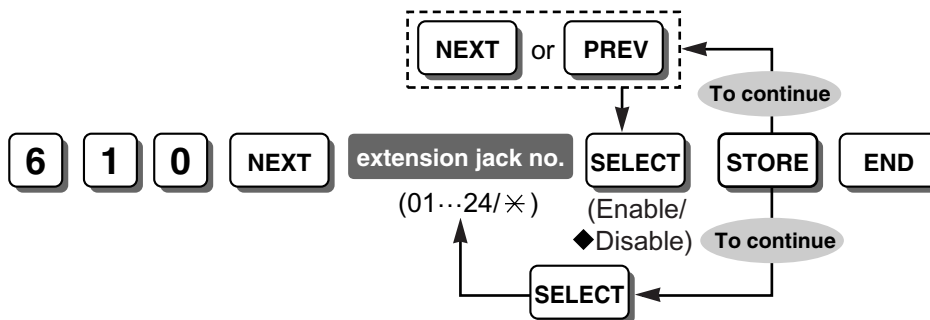 NEXT or PREV
To continue
6 1 0 NEXT extension jack no. SELECT STORE END
(01···24/✳)
(Enable/
◆Disable)
To continue
SELECT